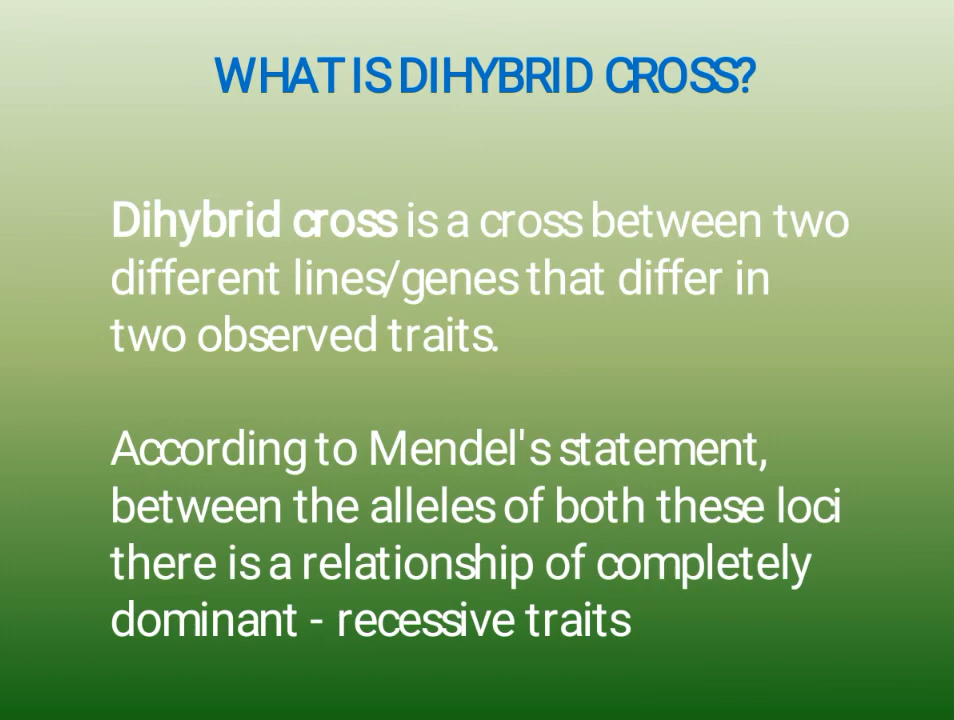 WHAT IS DIHYBRID CROSS?
Dihybrid cross is a cross between two
different lines/genes that differ in
two observed traits.
According to Mendel's statement,
between the alleles of both these loci
there is a relationship of completely
dominant - recessive traits